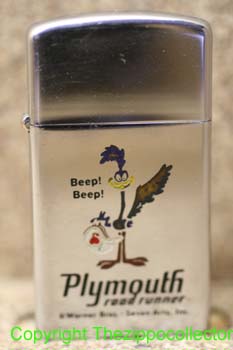 Beep!
Beep!
Plymouth
road runner
© Warner Bros. - Seven Arts, Inc.
Copyright Thezippocollector